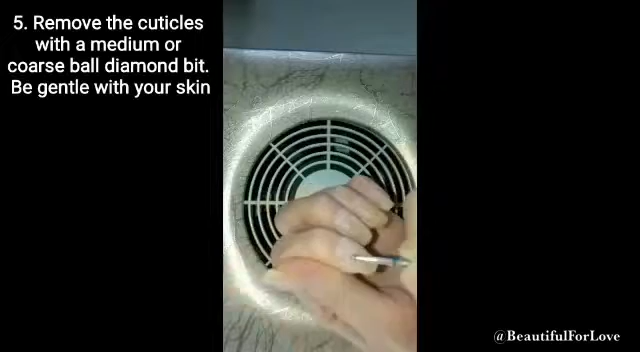 5. Remove the cuticles
with a medium or
coarse ball diamond bit.
Be gentle with your skin
@BeautifulForLove